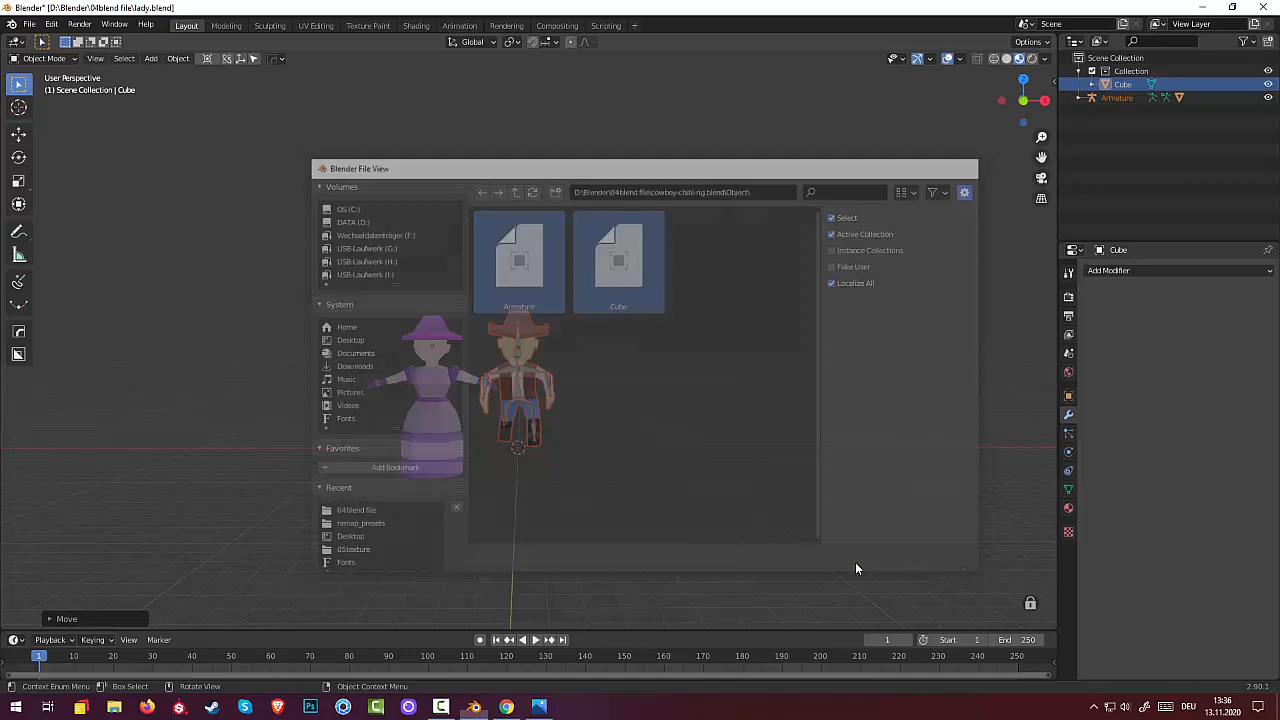 Blender* [D:\Blender\04blend file\lady.blend]
File Edit Render Window Help Layout Modeling Sculpting UV Editing Texture Paint Shading Animation Rendering Compositing Scripting + Scene View Layer
Global Options
Object Mode View Select Add Object
User Perspective
(1) Scene Collection | Cube
Scene Collection
Collection
Cube
Armature
Blender File View
Volumes
OS (C:)
DATA (D:)
Wechseldatenträger (F:)
USB-Laufwerk (G:)
USB-Laufwerk (H:)
USB-Laufwerk (I:)
System
Home
Desktop
Documents
Downloads
Music
Pictures
Videos
Fonts
Favorites
Add Bookmark
Recent
04blend file
remap_presets
Desktop
05texture
Fonts
D:\Blender\04blend file\cowboy-chibi-rig.blend\Object\
Armature Cube
Select
Active Collection
Instance Collections
Fake User
Localize All
Cube
Add Modifier
X
Z
Move
Playback Keying View Marker 1 Start 1 End 250
1 10 20 30 40 50 60 70 80 90 100 110 120 130 140 150 160 170 180 190 200 210 220 230 240 250
Context Enum Menu Box Select Rotate View Object Context Menu 2.90.1
DEU 13:36
13.11.2020